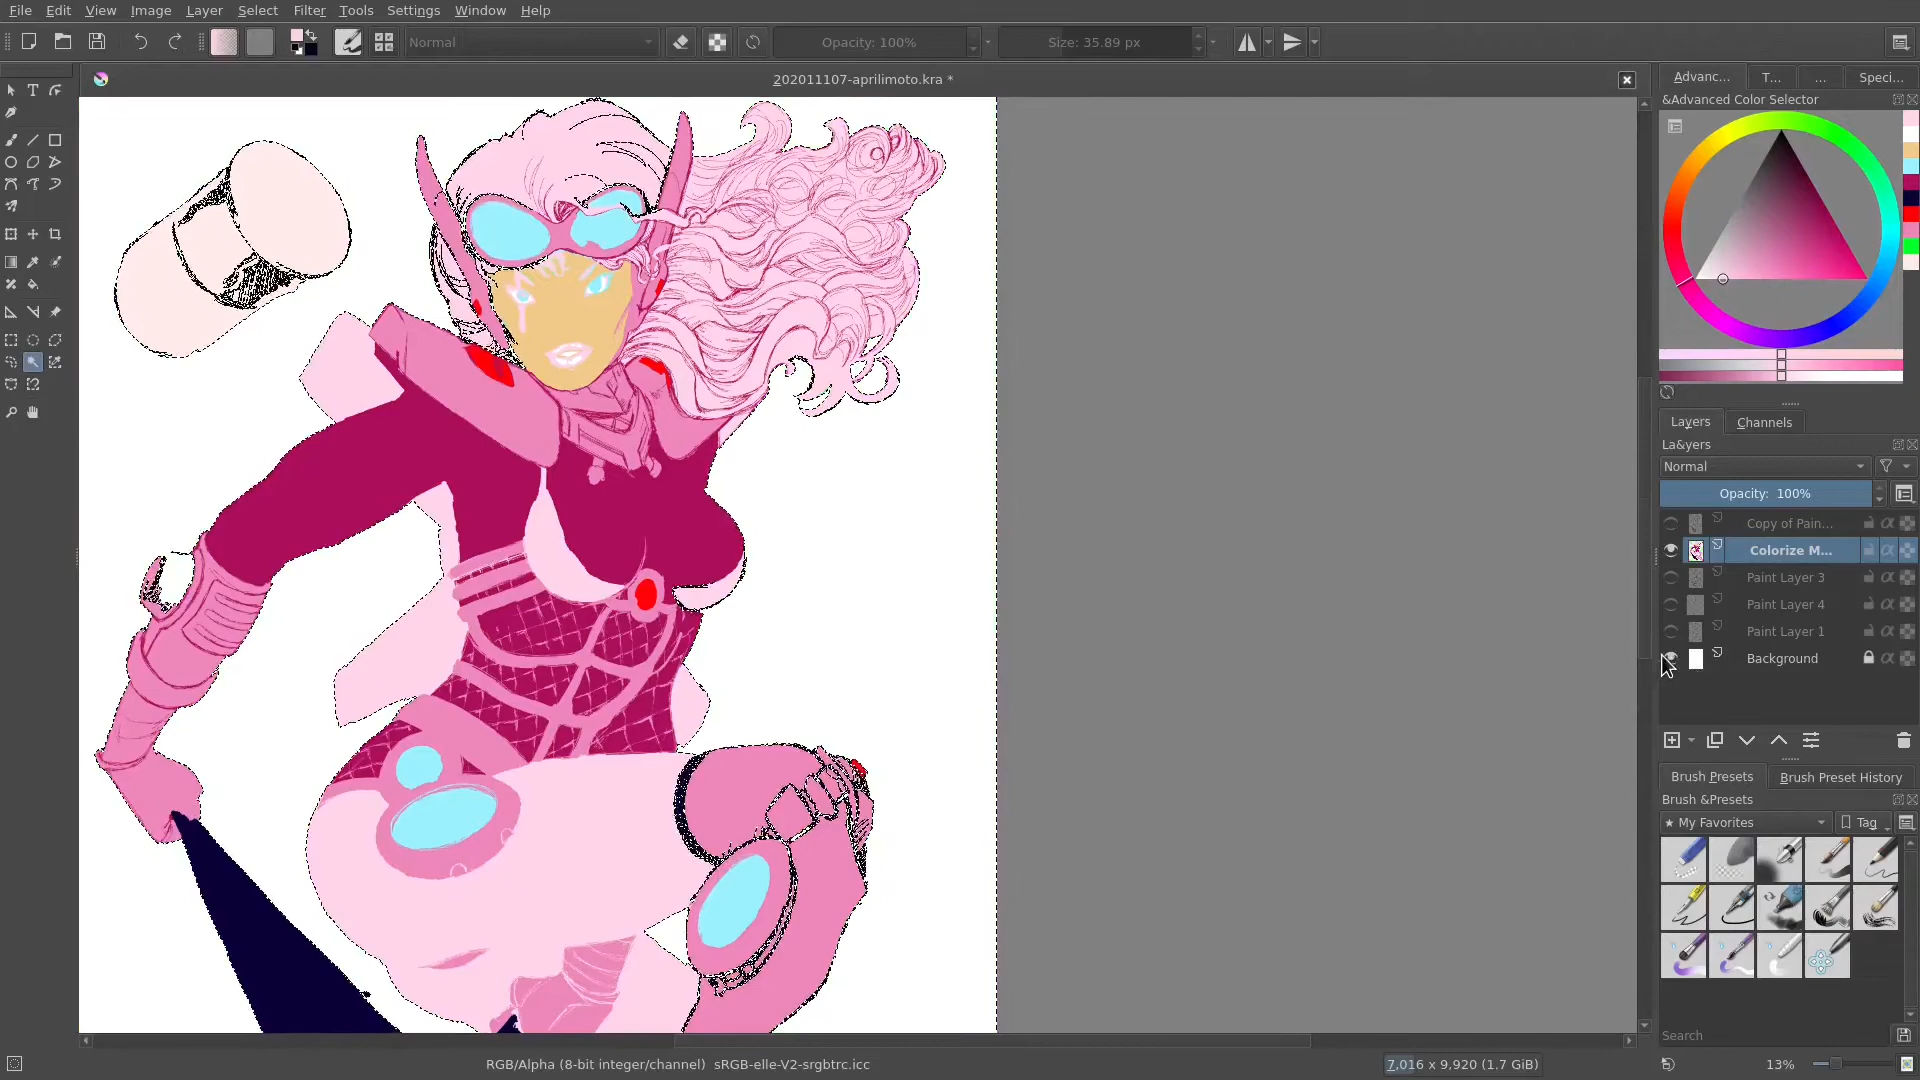 File Edit View Image Layer Select Filter Tools Settings Window Help
Normal Opacity: 100% Size: 35.89 px
202011107-aprilimoto.kra *
Advanc... T... ... Speci...
&Advanced Color Selector
Layers Channels
La&yers
Normal
Opacity: 100%
Copy of Pain...
Colorize M...
Paint Layer 3
Paint Layer 4
Paint Layer 1
Background
Brush Presets Brush Preset History
Brush &Presets
★ My Favorites Tag
Search
RGB/Alpha (8-bit integer/channel) sRGB-elle-V2-srgbtrc.icc 7,016 x 9,920 (1.7 GiB) 13%